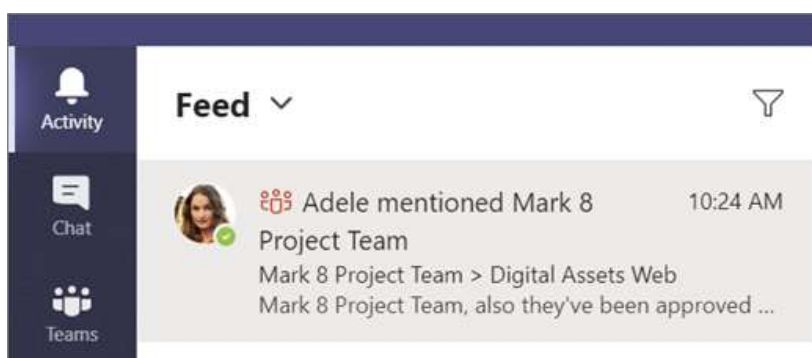 Activity
Chat
Teams
Feed
Adele mentioned Mark 8 10:24 AM
Project Team
Mark 8 Project Team > Digital Assets Web
Mark 8 Project Team, also they've been approved ...